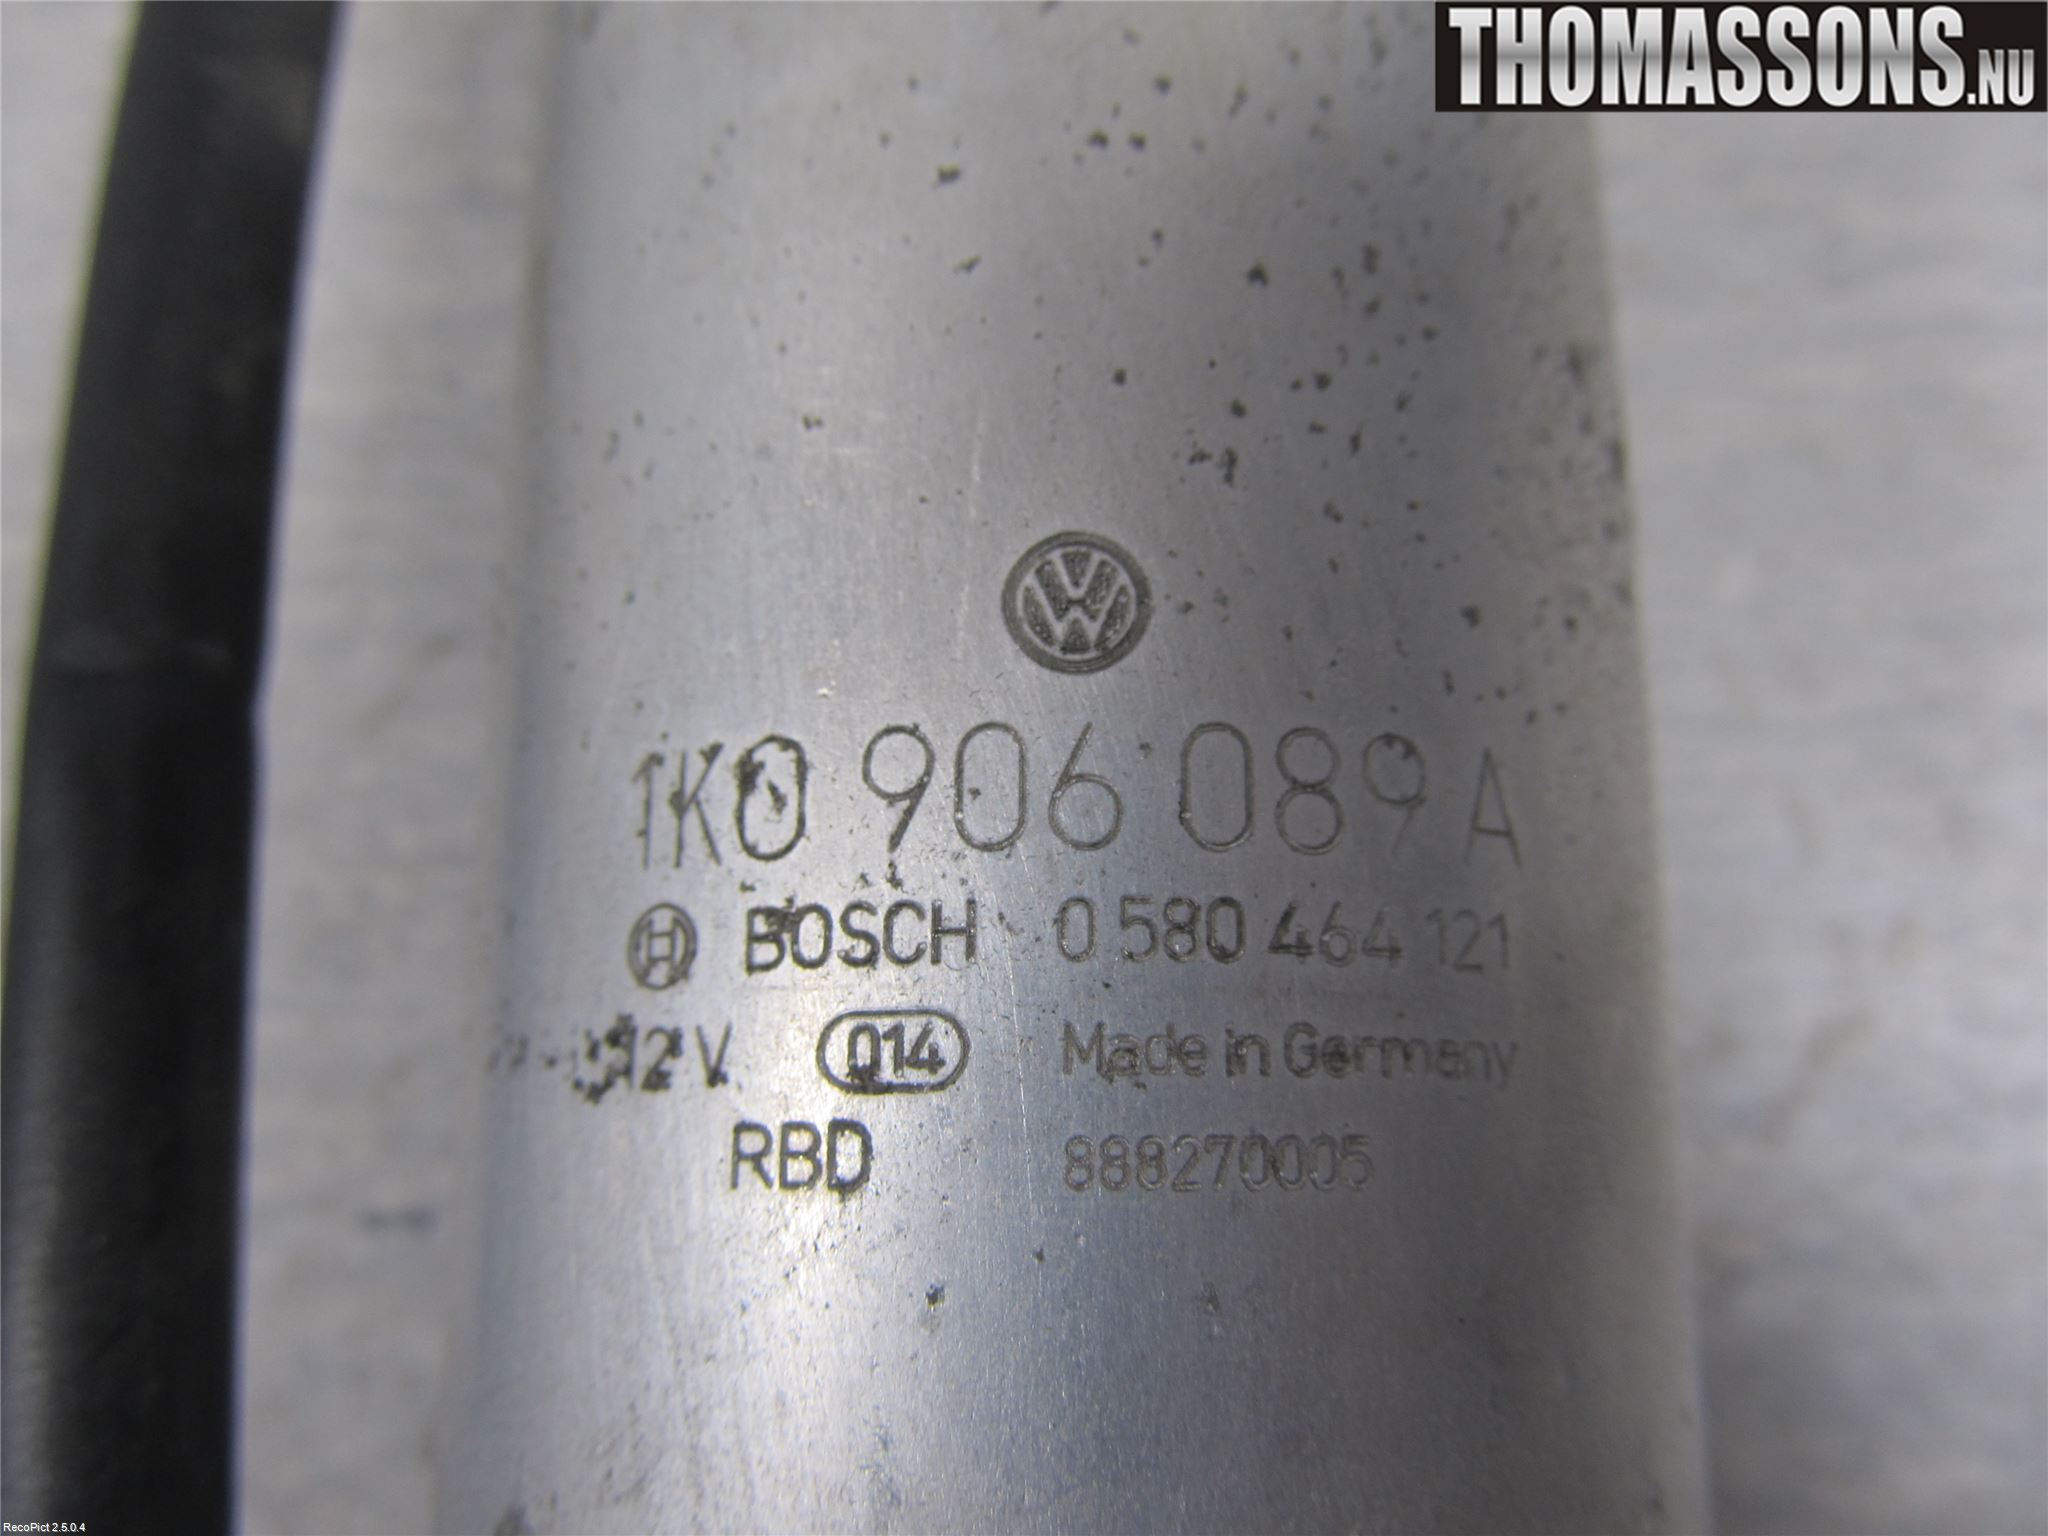 THOMASSONS.NU
VW
1K0 906 089 A
BOSCH 0 580 464 121
12 V 014 Made in Germany
RBD 888270005
RecoPict 2.5.0.4